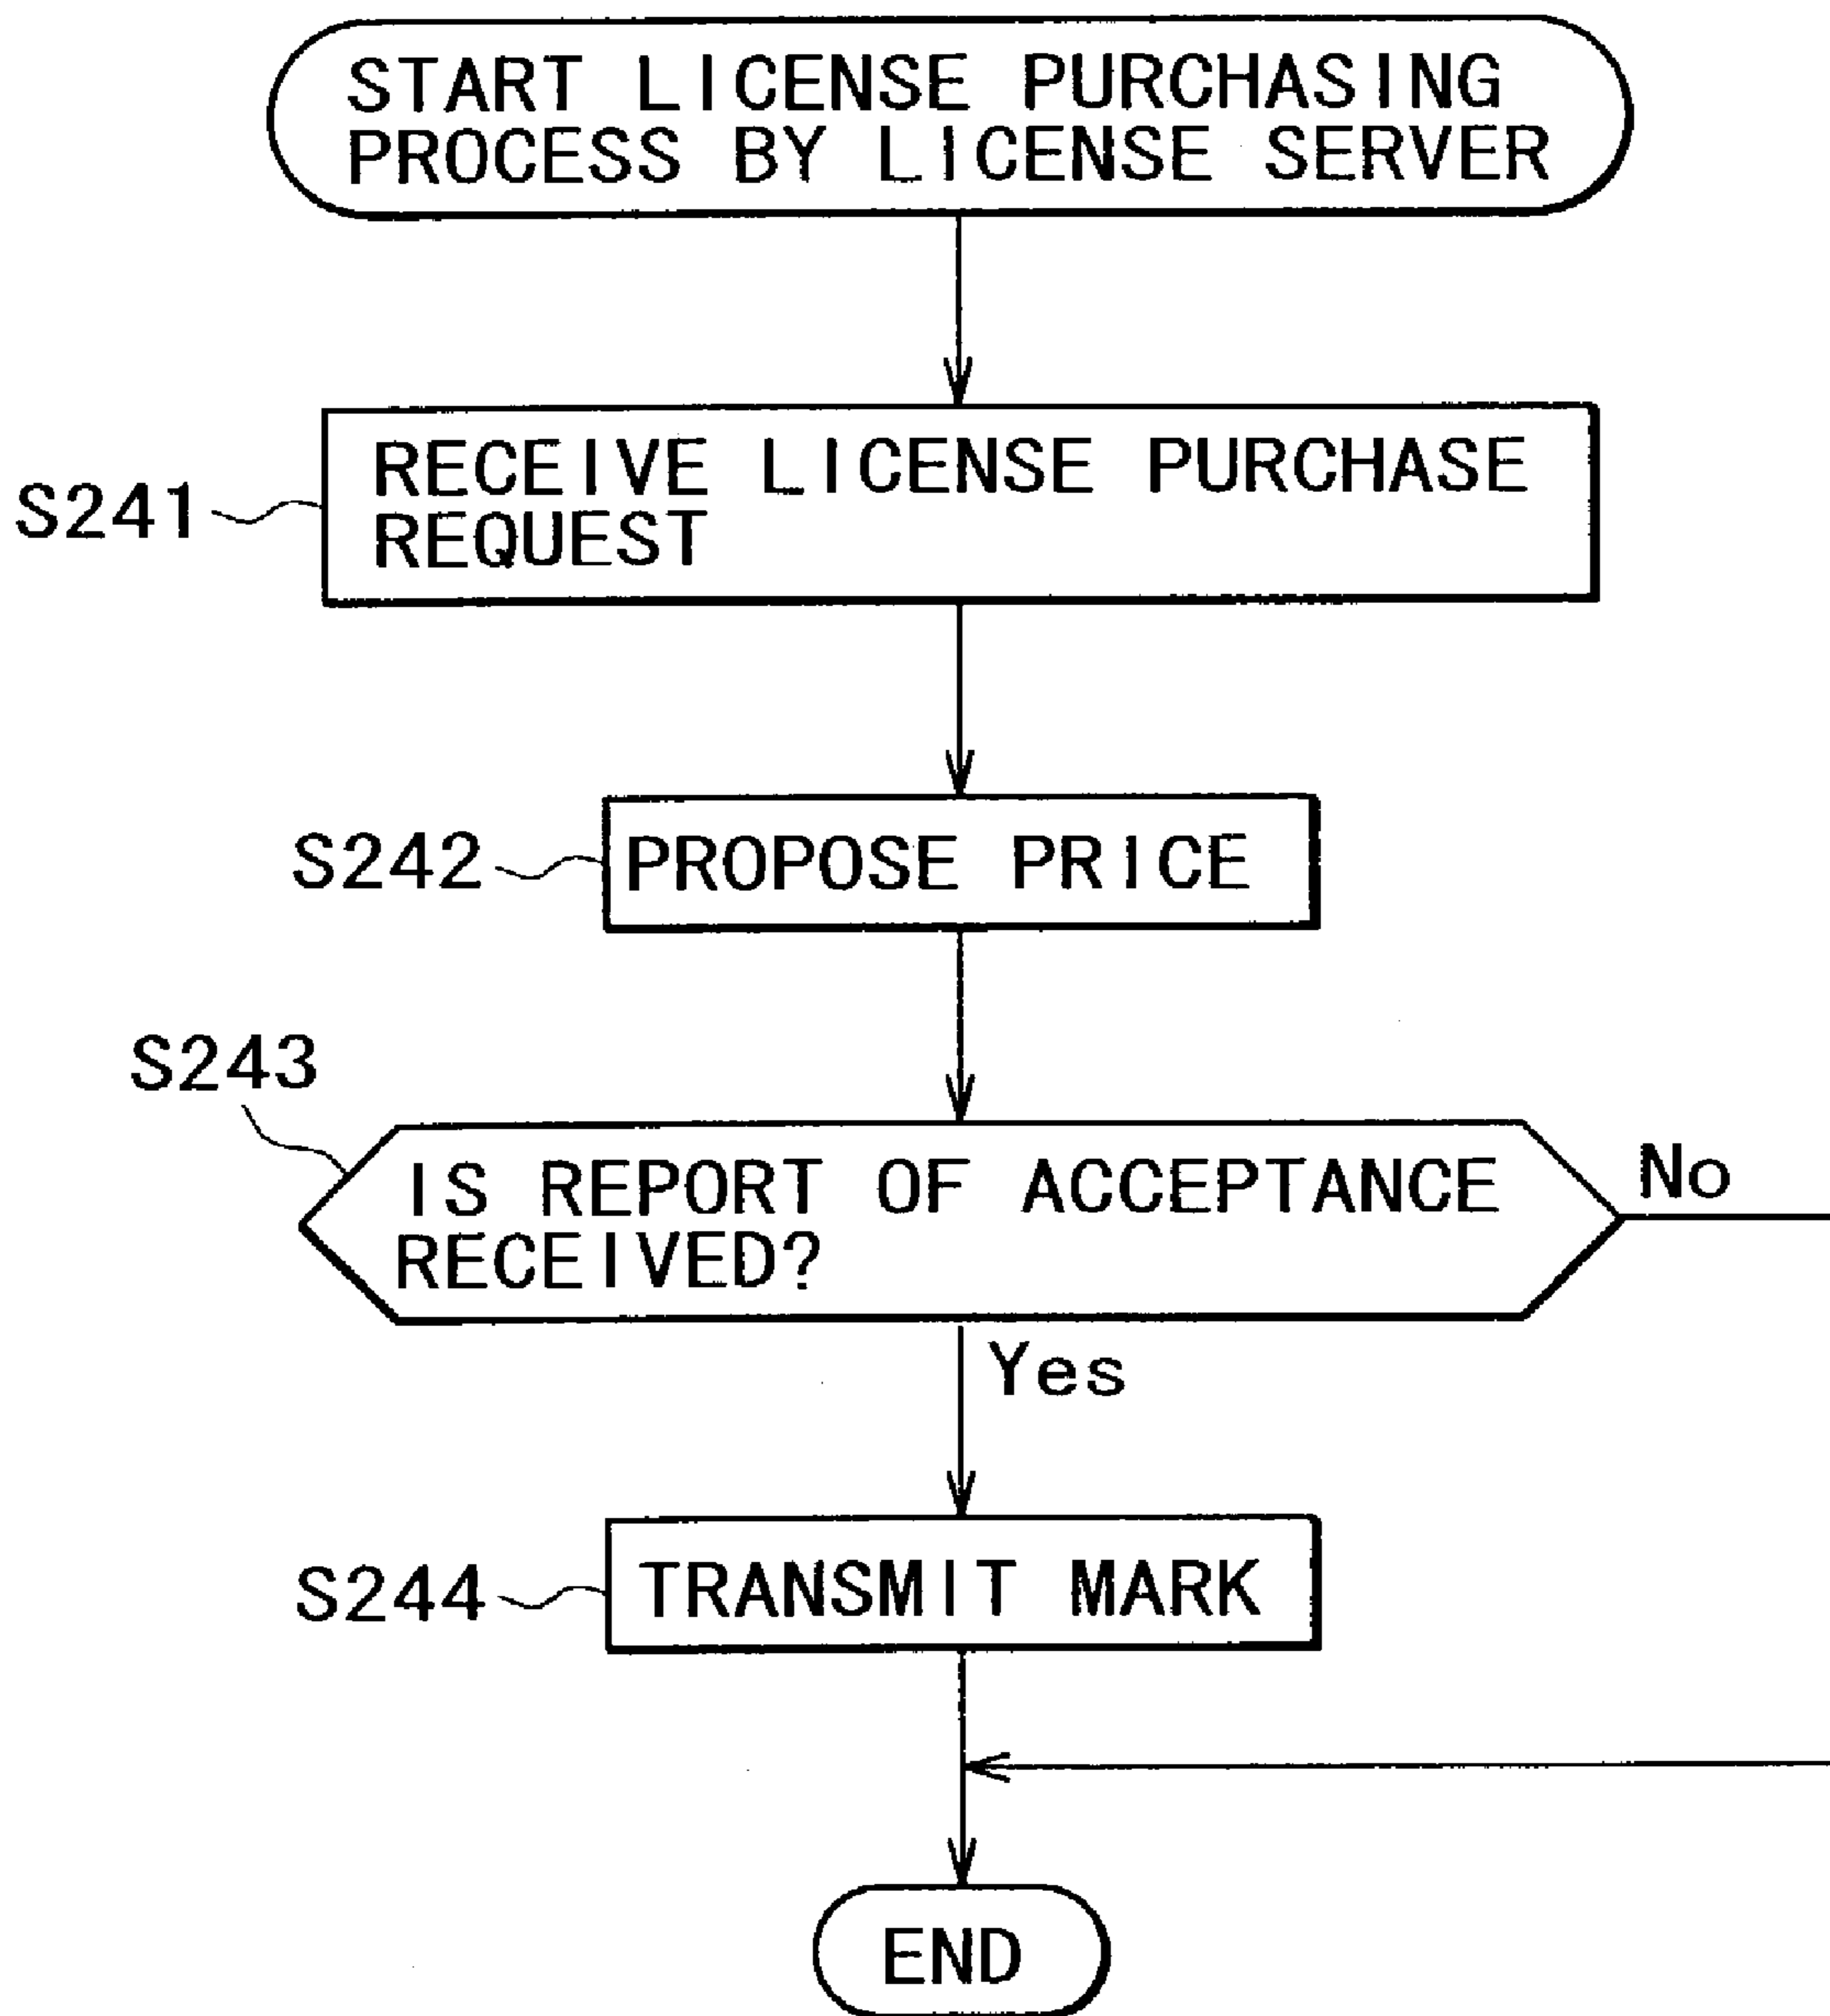 START LICENSE PURCHASING
PROCESS BY LICENSE SERVER
S241
RECEIVE LICENSE PURCHASE
REQUEST
S242
PROPOSE PRICE
S243
IS REPORT OF ACCEPTANCE
RECEIVED?
No
Yes
S244
TRANSMIT MARK
END